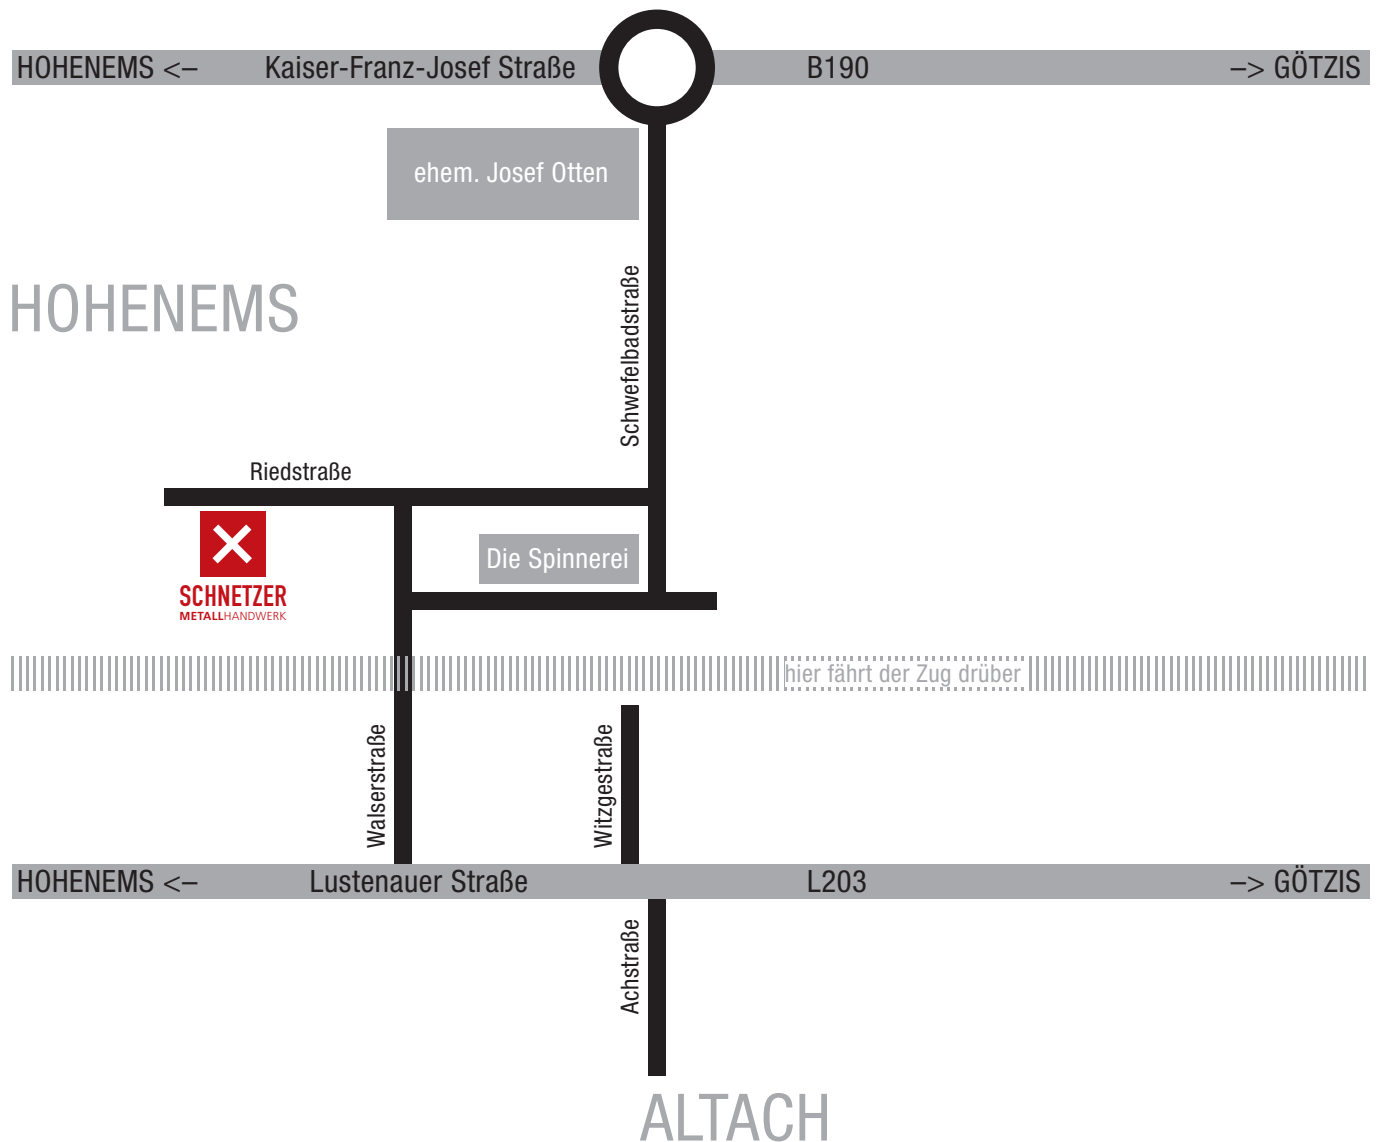 HOHENEMS <– Kaiser-Franz-Josef Straße B190 –> GÖTZIS
ehem. Josef Otten
HOHENEMS
Schwefelbadstraße
Riedstraße
Die Spinnerei
SCHNETZER
METALLHANDWERK
hier fährt der Zug drüber
Walserstraße
Witzgestraße
HOHENEMS <– Lustenauer Straße L203 –> GÖTZIS
Achstraße
ALTACH